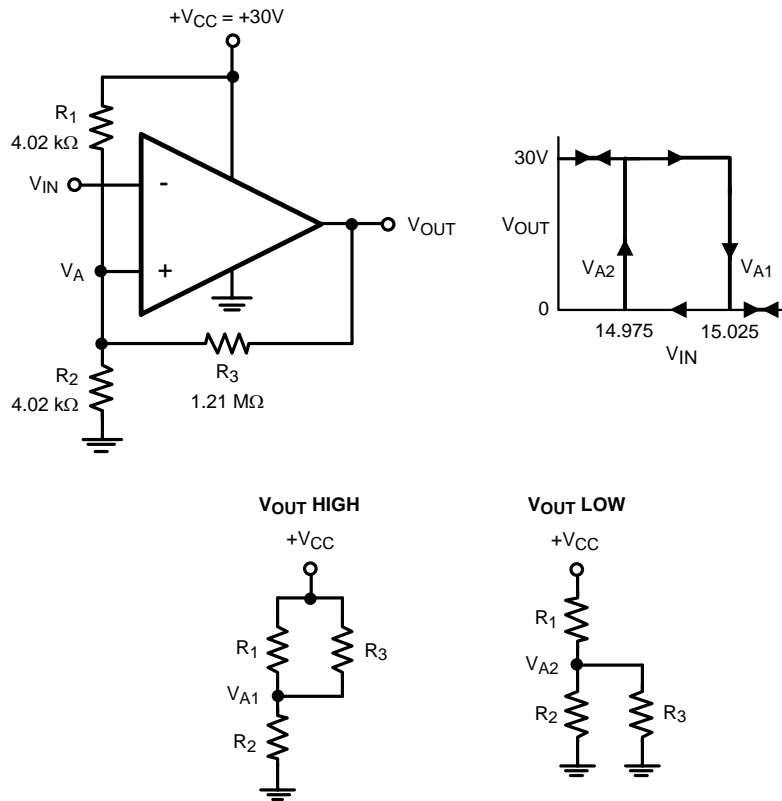 +VCC = +30V
R1
4.02 kΩ
VIN
-
VA
+
VOUT
R2
4.02 kΩ
R3
1.21 MΩ
30V
VOUT
VA2
VA1
0
14.975
15.025
VIN
VOUT HIGH
+VCC
R1
R3
VA1
R2
VOUT LOW
+VCC
R1
VA2
R2
R3